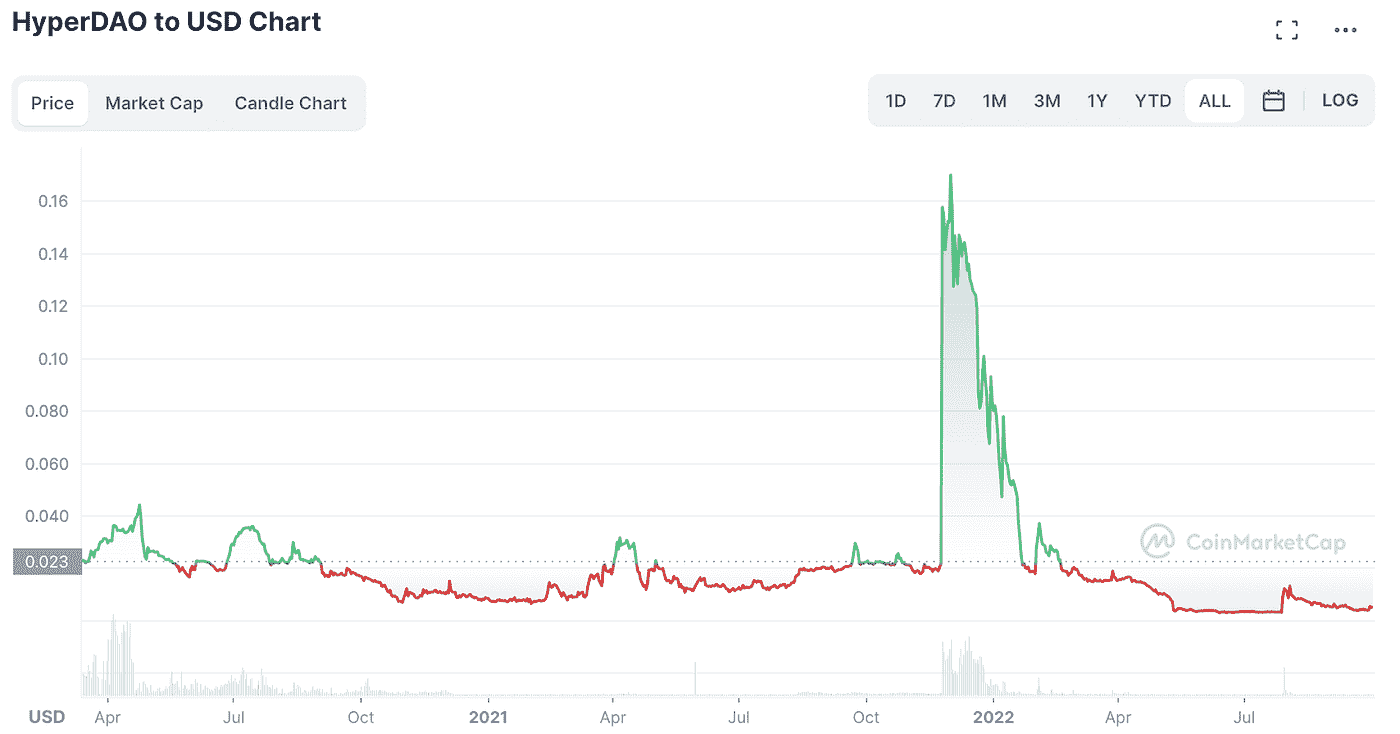 HyperDAO to USD Chart
Price Market Cap Candle Chart
1D 7D 1M 3M 1Y YTD ALL LOG
0.16
0.14
0.12
0.10
0.080
0.060
0.040
0.023
CoinMarketCap
USD Apr Jul Oct 2021 Apr Jul Oct 2022 Apr Jul